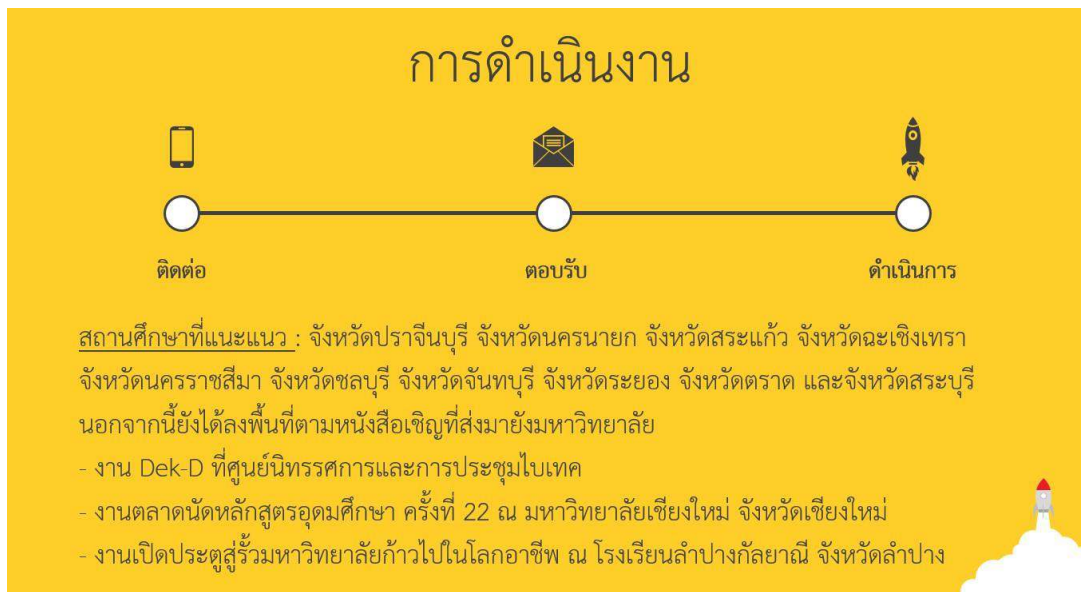 การดำเนินงาน
ติดต่อ
ตอบรับ
ดำเนินการ
สถานศึกษาที่แนะแนว : จังหวัดปราจีนบุรี จังหวัดนครนายก จังหวัดสระแก้ว จังหวัดฉะเชิงเทรา
จังหวัดนครราชสีมา จังหวัดชลบุรี จังหวัดจันทบุรี จังหวัดระยอง จังหวัดตราด และจังหวัดสระบุรี
นอกจากนี้ยังได้ลงพื้นที่ตามหนังสือเชิญที่ส่งมายังมหาวิทยาลัย
- งาน Dek-D ที่ศูนย์นิทรรศการและการประชุมไบเทค
- งานตลาดนัดหลักสูตรอุดมศึกษา ครั้งที่ 22 ณ มหาวิทยาลัยเชียงใหม่ จังหวัดเชียงใหม่
- งานเปิดประตูสู่รั้วมหาวิทยาลัยก้าวไปในโลกอาชีพ ณ โรงเรียนลำปางกัลยาณี จังหวัดลำปาง